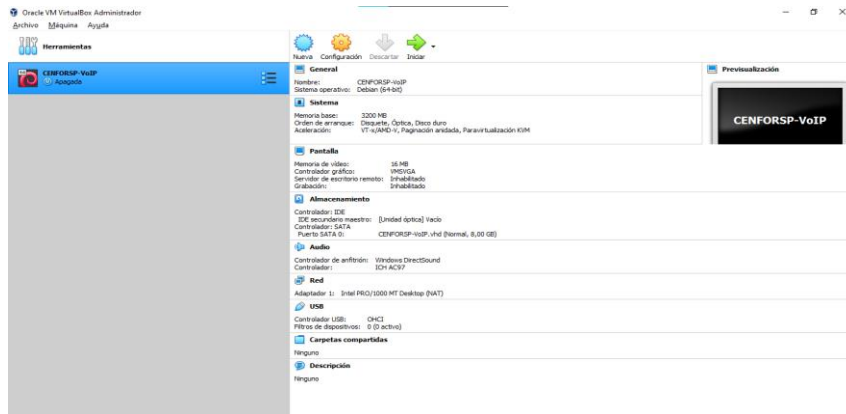 Oracle VM VirtualBox Administrador
Archivo Máquina Ayuda
Herramientas
CENFORSP-VoIP
Apagada
Nueva Configuración Descartar Iniciar
General
Nombre: CENFORSP-VoIP
Sistema operativo: Debian (64-bit)
Sistema
Memoria base: 3200 MB
Orden de arranque: Disquete, Óptica, Disco duro
Aceleración: VT-x/AMD-V, Paginación anidada, Paravirtualización KVM
Pantalla
Memoria de vídeo: 16 MB
Controlador gráfico: VMSVGA
Servidor de escritorio remoto: Inhabilitado
Grabación: Inhabilitado
Almacenamiento
Controlador: IDE
IDE secundario maestro: [Unidad óptica] Vacío
Controlador: SATA
Puerto SATA 0: CENFORSP-VoIP.vhd (Normal, 8,00 GB)
Audio
Controlador de anfitrión: Windows DirectSound
Controlador: ICH AC97
Red
Adaptador 1: Intel PRO/1000 MT Desktop (NAT)
USB
Controlador USB: OHCI
Filtros de dispositivos: 0 (0 activo)
Carpetas compartidas
Ninguno
Descripción
Ninguno
Previsualización
CENFORSP-VoIP